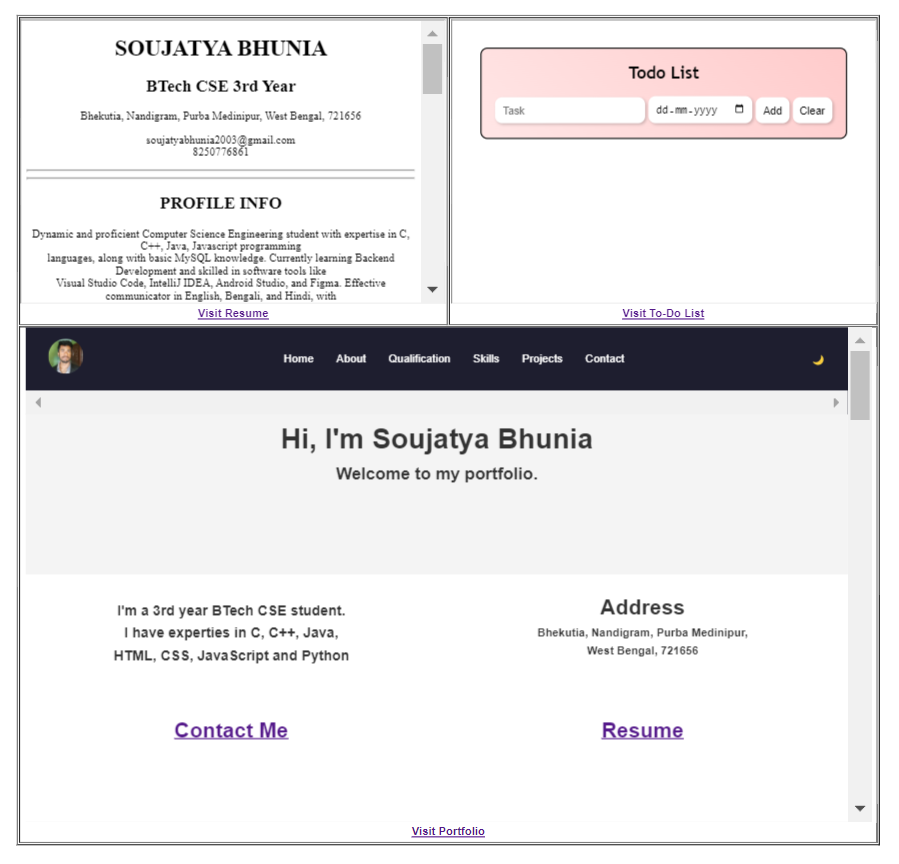 SOUJATYA BHUNIA
BTech CSE 3rd Year
Bhekutia, Nandigram, Purba Medinipur, West Bengal, 721656
soujatyabhunia2003@gmail.com
8250776861
PROFILE INFO
Dynamic and proficient Computer Science Engineering student with expertise in C,
C++, Java, Javascript programming
languages, along with basic MySQL knowledge. Currently learning Backend
Development and skilled in software tools like
Visual Studio Code, IntelliJ IDEA, Android Studio, and Figma. Effective
communicator in English, Bengali, and Hindi, with
Visit Resume
Todo List
Task dd-mm-yyyy Add Clear
Visit To-Do List
Home About Qualification Skills Projects Contact
Hi, I'm Soujatya Bhunia
Welcome to my portfolio.
I'm a 3rd year BTech CSE student.
I have experties in C, C++, Java,
HTML, CSS, JavaScript and Python
Contact Me
Address
Bhekutia, Nandigram, Purba Medinipur,
West Bengal, 721656
Resume
Visit Portfolio